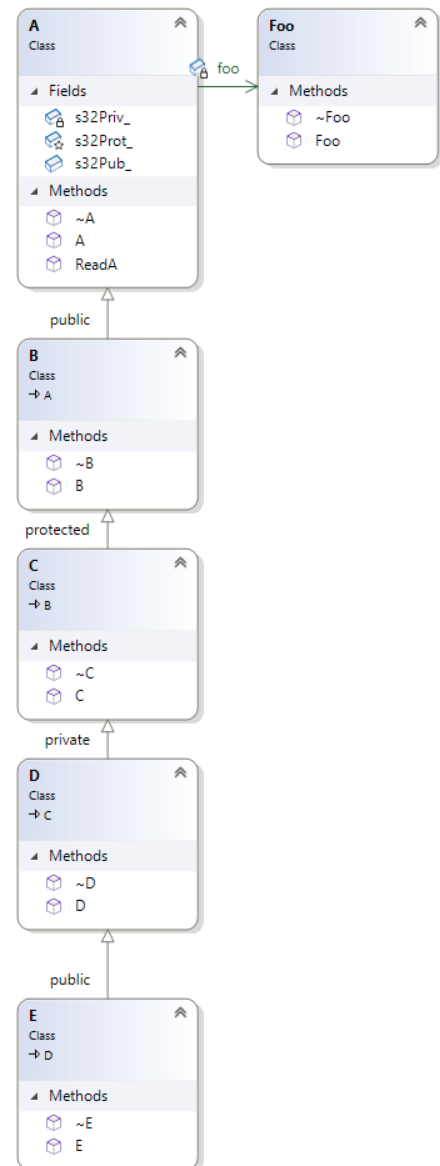 A
Class
Fields
s32Priv_
s32Prot_
s32Pub_
Methods
~A
A
ReadA
foo
Foo
Class
Methods
~Foo
Foo
public
B
Class
A
Methods
~B
B
protected
C
Class
B
Methods
~C
C
private
D
Class
C
Methods
~D
D
public
E
Class
D
Methods
~E
E